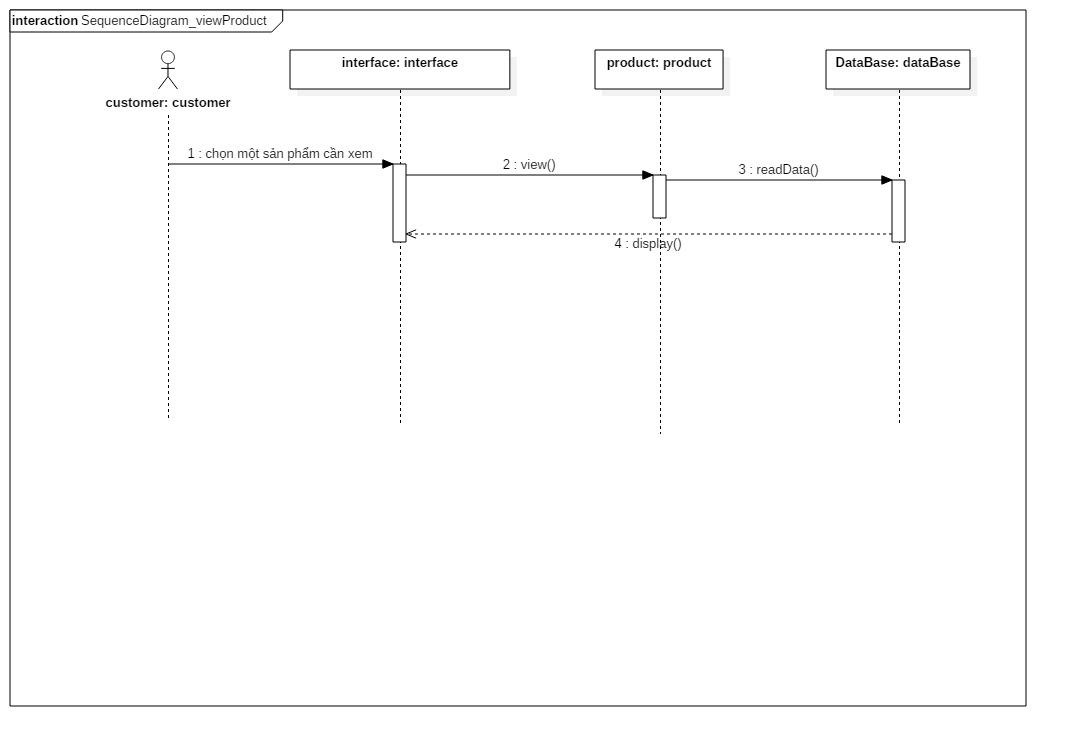 interaction SequenceDiagram_viewProduct
interface: interface
product: product
DataBase: dataBase
customer: customer
1 : chọn một sản phẩm cần xem
2 : view()
3 : readData()
4 : display()